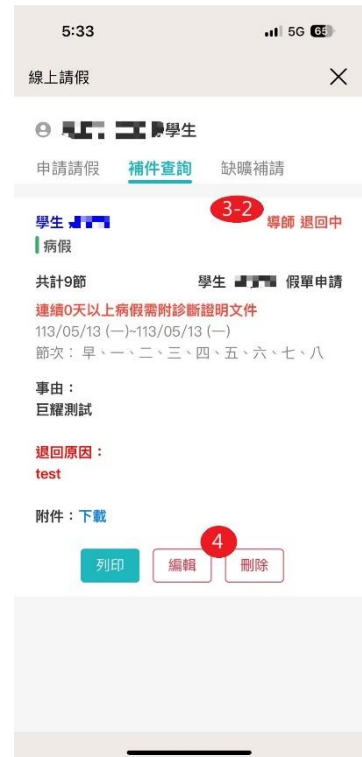 5:33 5G 65
線上請假
學生
申請請假 補件查詢 缺曠補請
3-2
學生 導師 退回中
病假
共計9節 學生 假單申請
連續0天以上病假需附診斷證明文件
113/05/13 (一)~113/05/13 (一)
節次：早、一、二、三、四、五、六、七、八
事由：
巨耀測試
退回原因：
test
附件：下載
4
列印 編輯 刪除